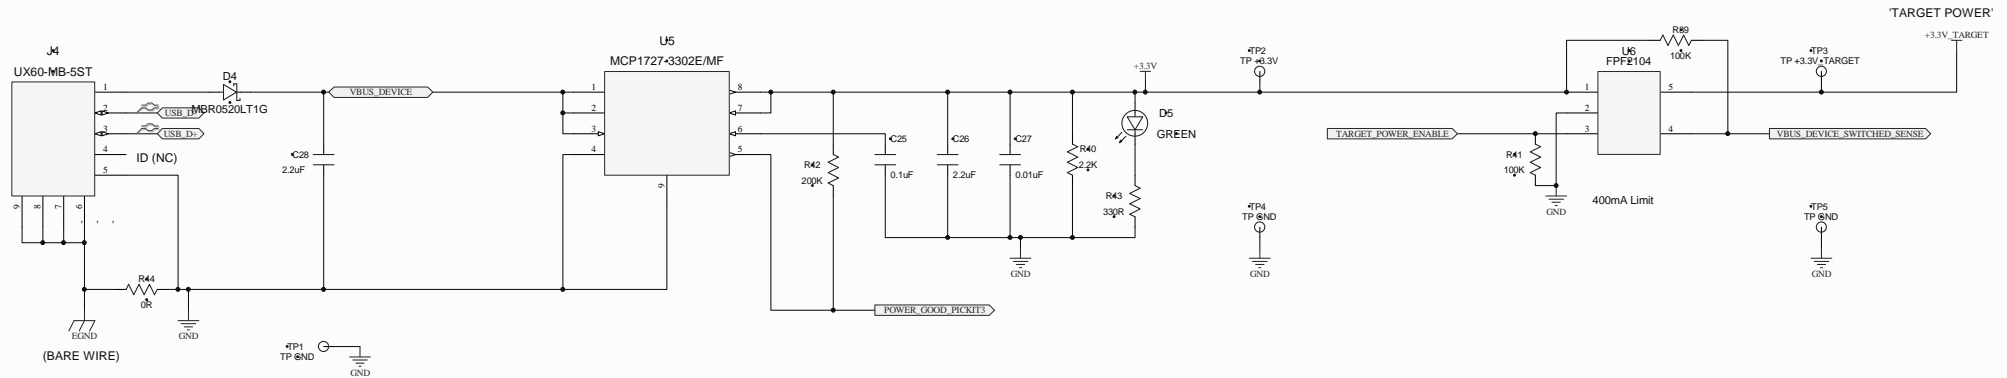 'TARGET POWER'
J4
UX60-MB-5ST
1
2
3
4
5
USB_D-
USB_D+
ID (NC)
9
8
7
6
, , ,
R44
0R
EGND
(BARE WIRE)
GND
D4
MBR0520LT1G
C28
2.2uF
VBUS_DEVICE
TP1
TP GND
GND
U5
MCP1727-3302E/MF
1
2
3
4
8
7
6
5
9
R42
200K
POWER_GOOD_PICKIT3
C25
0.1uF
C26
2.2uF
C27
0.01uF
GND
R40
2.2K
+3.3V
D5
GREEN
R43
330R
TP2
TP +3.3V
TP4
TP GND
GND
TARGET_POWER_ENABLE
R41
100K
GND
U6
FPF2104
1
2
3
5
4
400mA Limit
R39
100K
TP3
TP +3.3V_TARGET
+3.3V_TARGET
VBUS_DEVICE_SWITCHED_SENSE
TP5
TP GND
GND